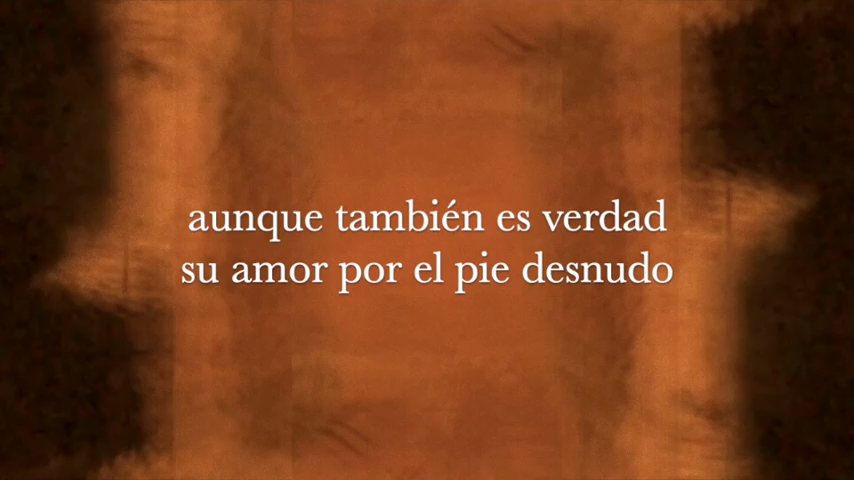 aunque también es verdad
su amor por el pie desnudo